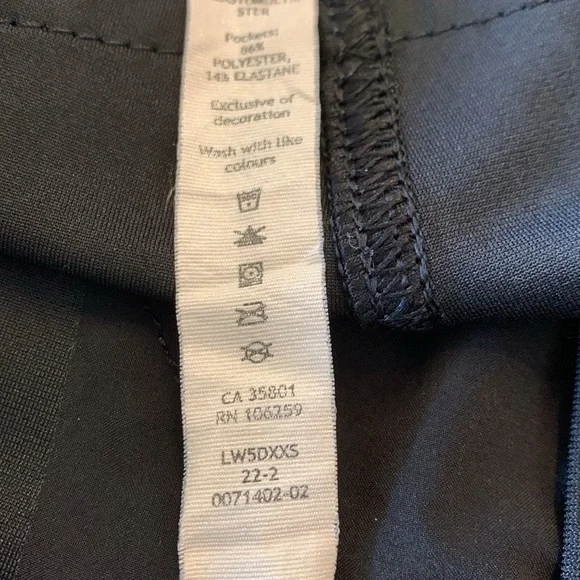 STER
Pockets:
86%
POLYESTER,
14% ELASTANE
Exclusive of
decoration
Wash with like
colours
CA 35801
RN 106259
LW5DXXS
22-2
0071402-02